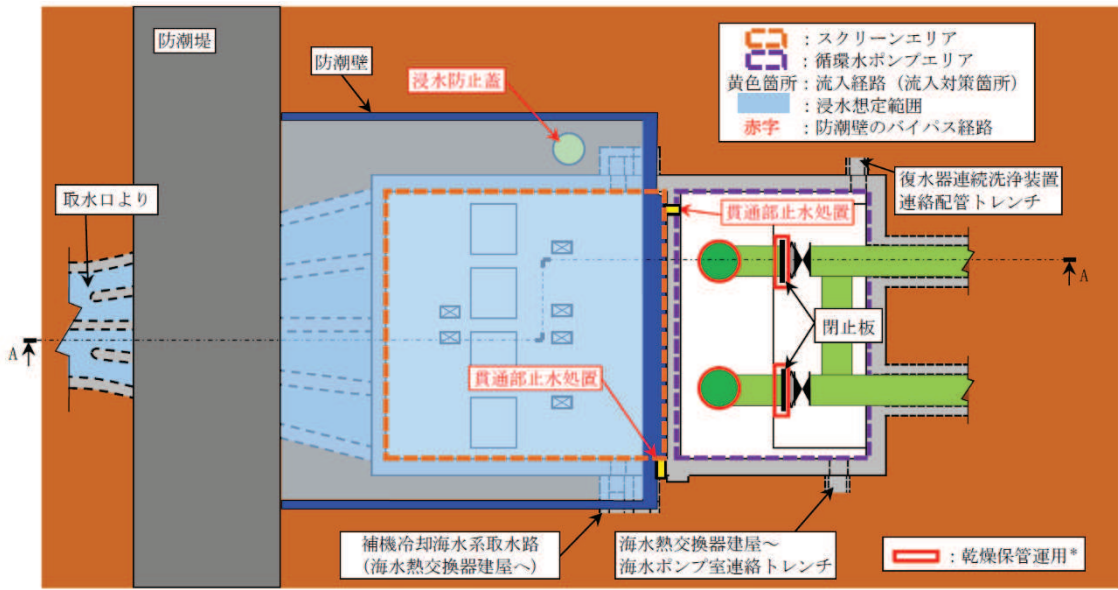 防潮堤
防潮壁
浸水防止蓋
：スクリーンエリア
：循環水ポンプエリア
黄色箇所：流入経路（流入対策箇所）
：浸水想定範囲
赤字：防潮壁のバイパス経路
取水口より
復水器連続洗浄装置
連絡配管トレンチ
貫通部止水処置
A
A
閉止板
貫通部止水処置
補機冷却海水系取水路
（海水熱交換器建屋へ）
海水熱交換器建屋～
海水ポンプ室連絡トレンチ
：乾燥保管運用*